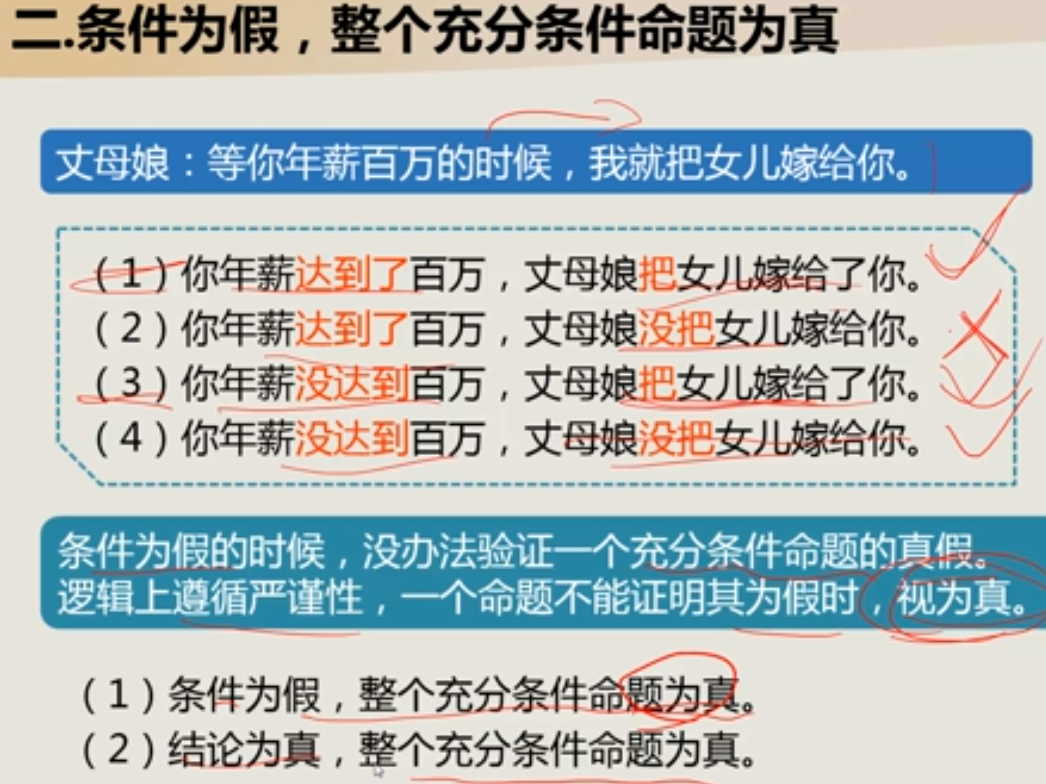 二.条件为假，整个充分条件命题为真
丈母娘：等你年薪百万的时候，我就把女儿嫁给你。
（1）你年薪达到了百万，丈母娘把女儿嫁给了你。
（2）你年薪达到了百万，丈母娘没把女儿嫁给你。
（3）你年薪没达到百万，丈母娘把女儿嫁给了你。
（4）你年薪没达到百万，丈母娘没把女儿嫁给你。
条件为假的时候，没办法验证一个充分条件命题的真假。
逻辑上遵循严谨性，一个命题不能证明其为假时，视为真。
（1）条件为假，整个充分条件命题为真。
（2）结论为真，整个充分条件命题为真。